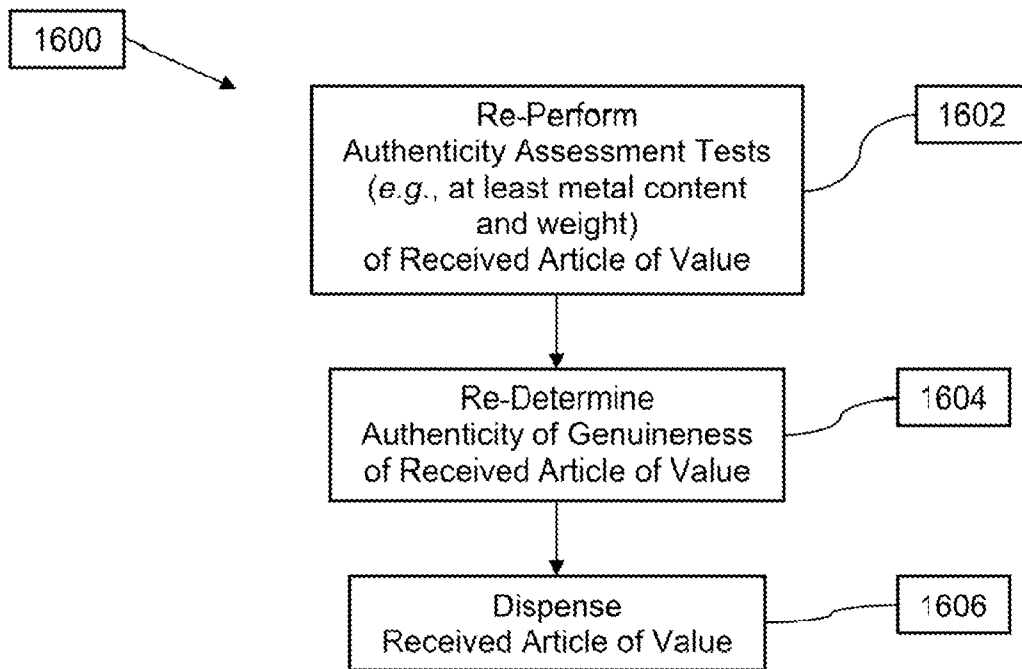 1600
Re-Perform
Authenticity Assessment Tests
(e.g., at least metal content
and weight)
of Received Article of Value
1602
Re-Determine
Authenticity of Genuineness
of Received Article of Value
1604
Dispense
Received Article of Value
1606